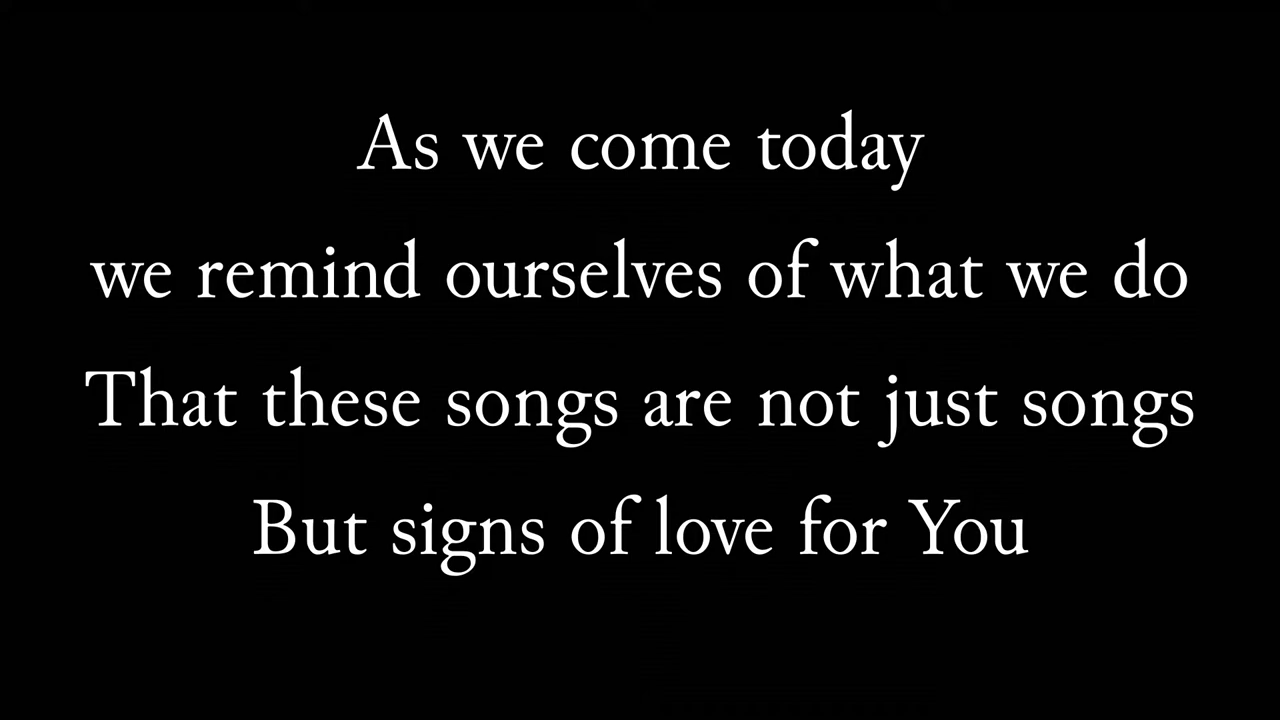 As we come today
we remind ourselves of what we do
That these songs are not just songs
But signs of love for You